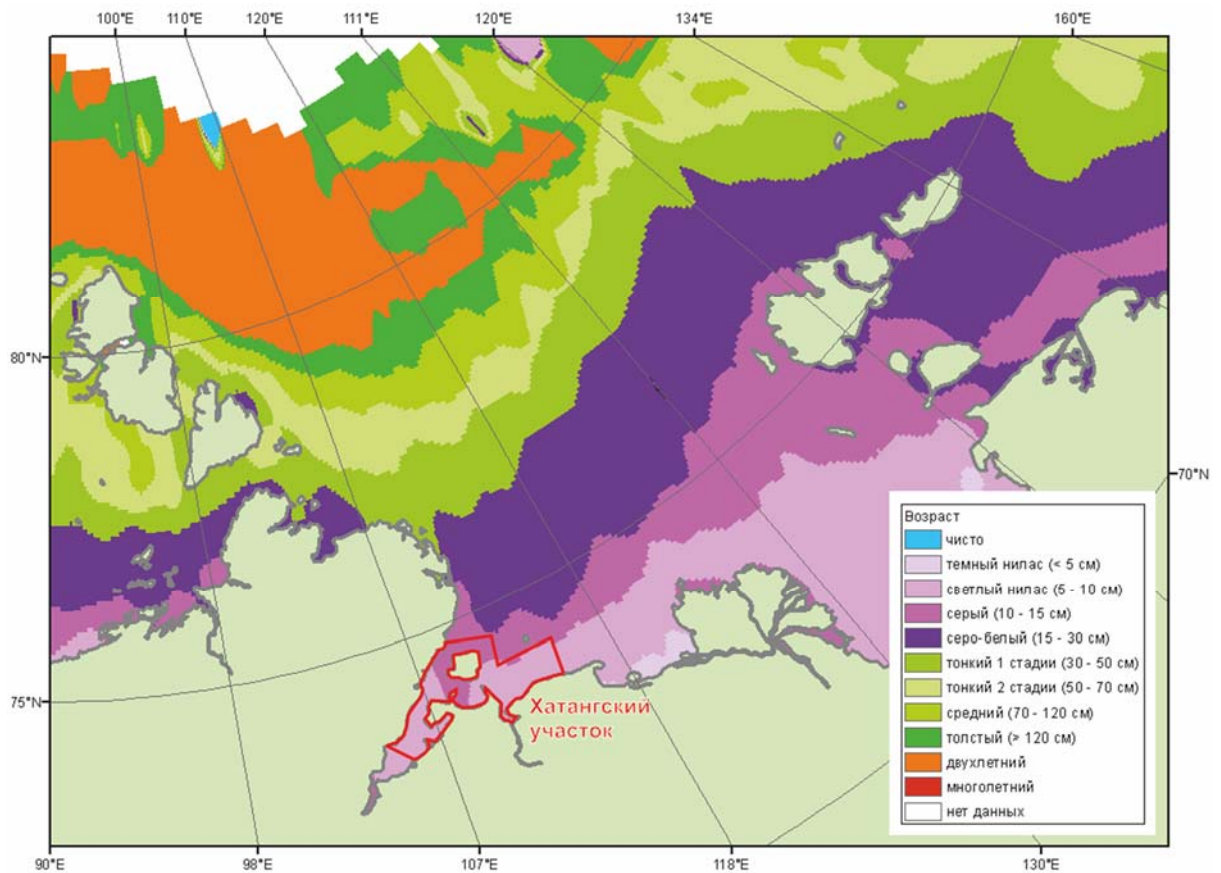 100°E 110°E 120°E 111°E 120°E 134°E 160°E
80°N
70°N
Возраст
чисто
темный нилас (< 5 см)
светлый нилас (5 - 10 см)
серый (10 - 15 см)
серо-белый (15 - 30 см)
тонкий 1 стадии (30 - 50 см)
тонкий 2 стадии (50 - 70 см)
средний (70 - 120 см)
толстый (> 120 см)
двухлетний
многолетний
нет данных
Хатангский
участок
75°N
90°E 98°E 107°E 118°E 130°E